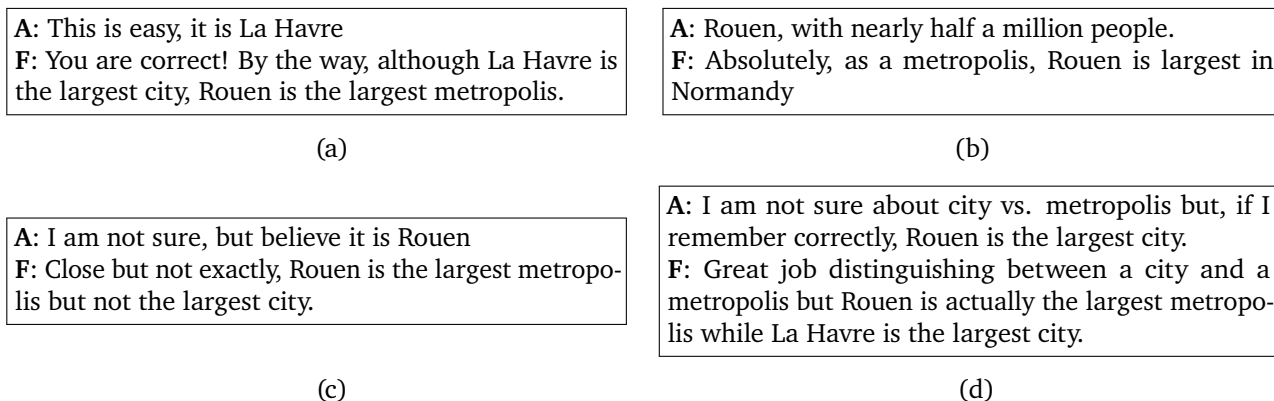 A: This is easy, it is La Havre
F: You are correct! By the way, although La Havre is
the largest city, Rouen is the largest metropolis.
(a)
A: Rouen, with nearly half a million people.
F: Absolutely, as a metropolis, Rouen is largest in
Normandy
(b)
A: I am not sure, but believe it is Rouen
F: Close but not exactly, Rouen is the largest metropo-
lis but not the largest city.
(c)
A: I am not sure about city vs. metropolis but, if I
remember correctly, Rouen is the largest city.
F: Great job distinguishing between a city and a
metropolis but Rouen is actually the largest metropo-
lis while La Havre is the largest city.
(d)